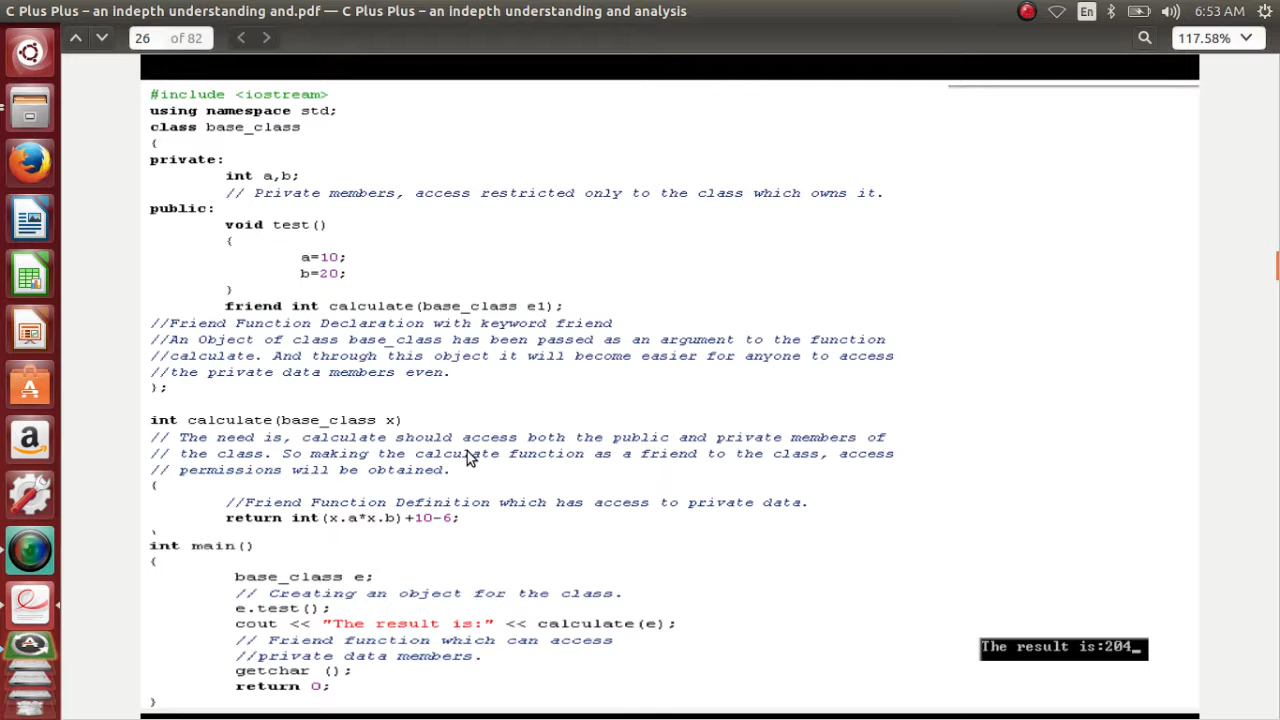 C Plus Plus – an indepth understanding and.pdf — C Plus Plus – an indepth understanding and analysis
En
6:53 AM
26 of 82
117.58%
#include <iostream>
using namespace std;
class base_class
{
private:
int a,b;
// Private members, access restricted only to the class which owns it.
public:
void test()
{
a=10;
b=20;
}
friend int calculate(base_class e1);
//Friend Function Declaration with keyword friend
//An Object of class base_class has been passed as an argument to the function
//calculate. And through this object it will become easier for anyone to access
//the private data members even.
};
int calculate(base_class x)
// The need is, calculate should access both the public and private members of
// the class. So making the calculate function as a friend to the class, access
// permissions will be obtained.
{
//Friend Function Definition which has access to private data.
return int(x.a*x.b)+10-6;
}
int main()
{
base_class e;
// Creating an object for the class.
e.test();
cout << "The result is:" << calculate(e);
// Friend function which can access
//private data members.
getchar ();
return 0;
}
The result is:204_